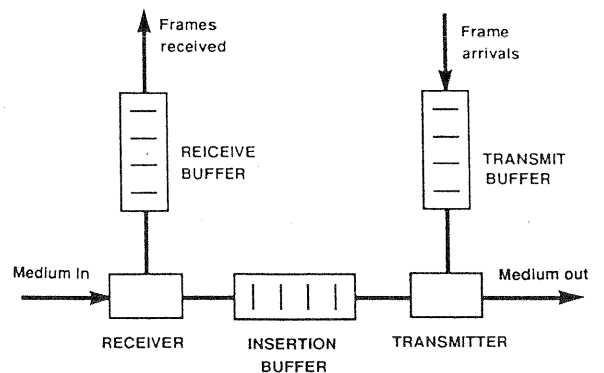 Frames
received
Frame
arrivals
REICEIVE
BUFFER
TRANSMIT
BUFFER
Medium in
Medium out
RECEIVER
INSERTION
BUFFER
TRANSMITTER